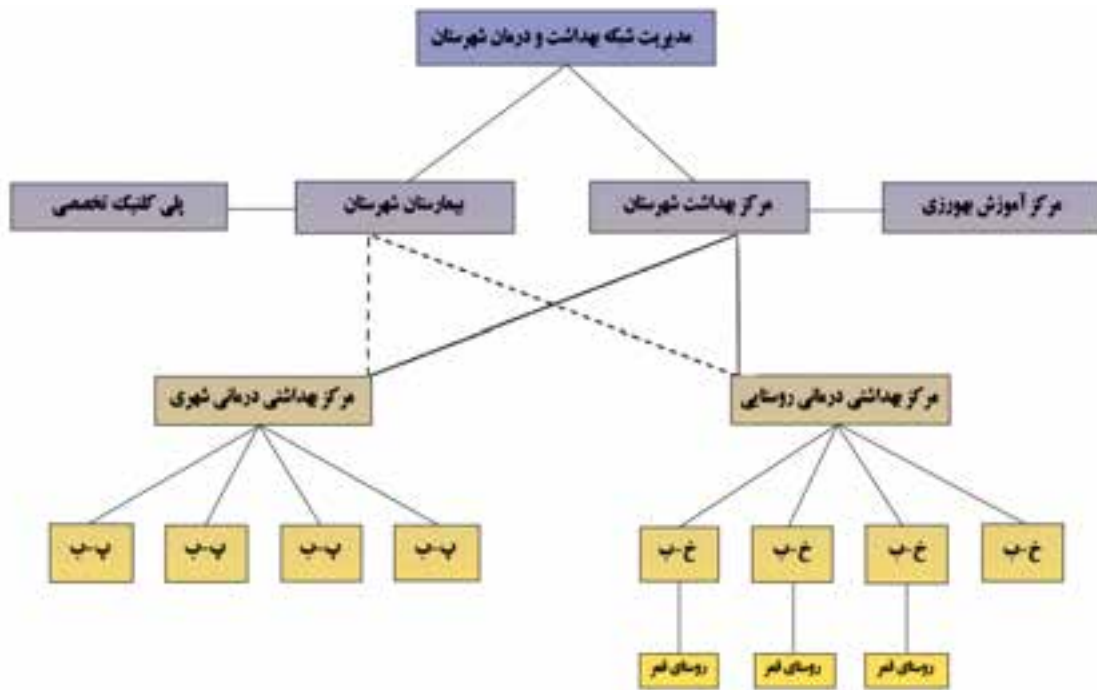 مدیریت شبکه بهداشت و درمان شهرستان
مرکز آموزش بهورزی
مرکز بهداشت شهرستان
بیمارستان شهرستان
پلی کلنیک تخصصی
مرکز بهداشتی درمانی روستایی
مرکز بهداشتی درمانی شهری
خ-ب
خ-ب
خ-ب
خ-ب
پ-ب
پ-ب
پ-ب
پ-ب
روستای قمر
روستای قمر
روستای قمر